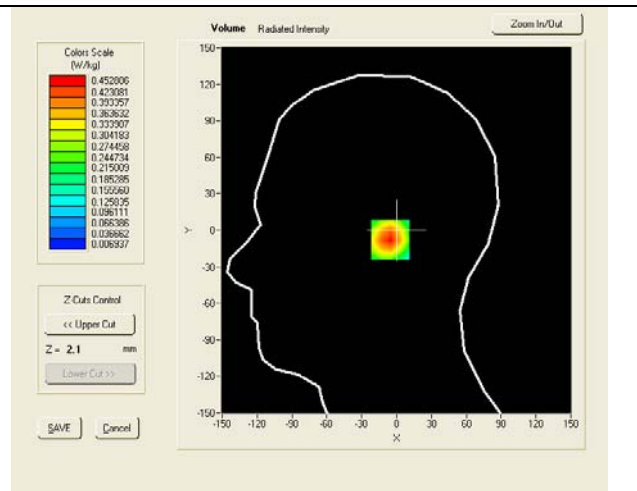 Volume Radiated Intensity
Zoom In/Out
Colors Scale
(W/kg)
0.452806
0.423081
0.393357
0.363632
0.333907
0.304183
0.274458
0.244734
0.215009
0.185285
0.155560
0.125835
0.096111
0.066386
0.036662
0.006937
Z-Cuts Control
<< Upper Cut
Z = 2.1 mm
Lower Cut >>
SAVE Cancel
150
120
90
60
30
0
-30
-60
-90
-120
-150
Y
-150 -120 -90 -60 -30 0 30 60 90 120 150
X